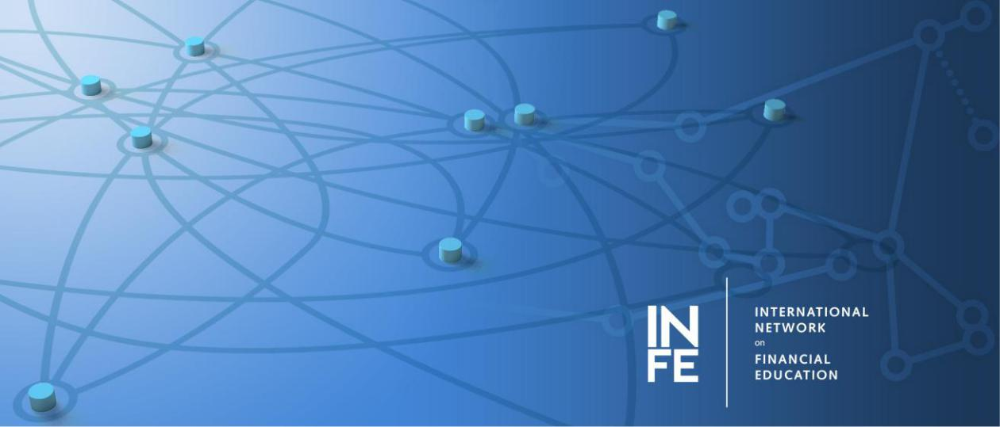 IN
FE
INTERNATIONAL
NETWORK
on
FINANCIAL
EDUCATION